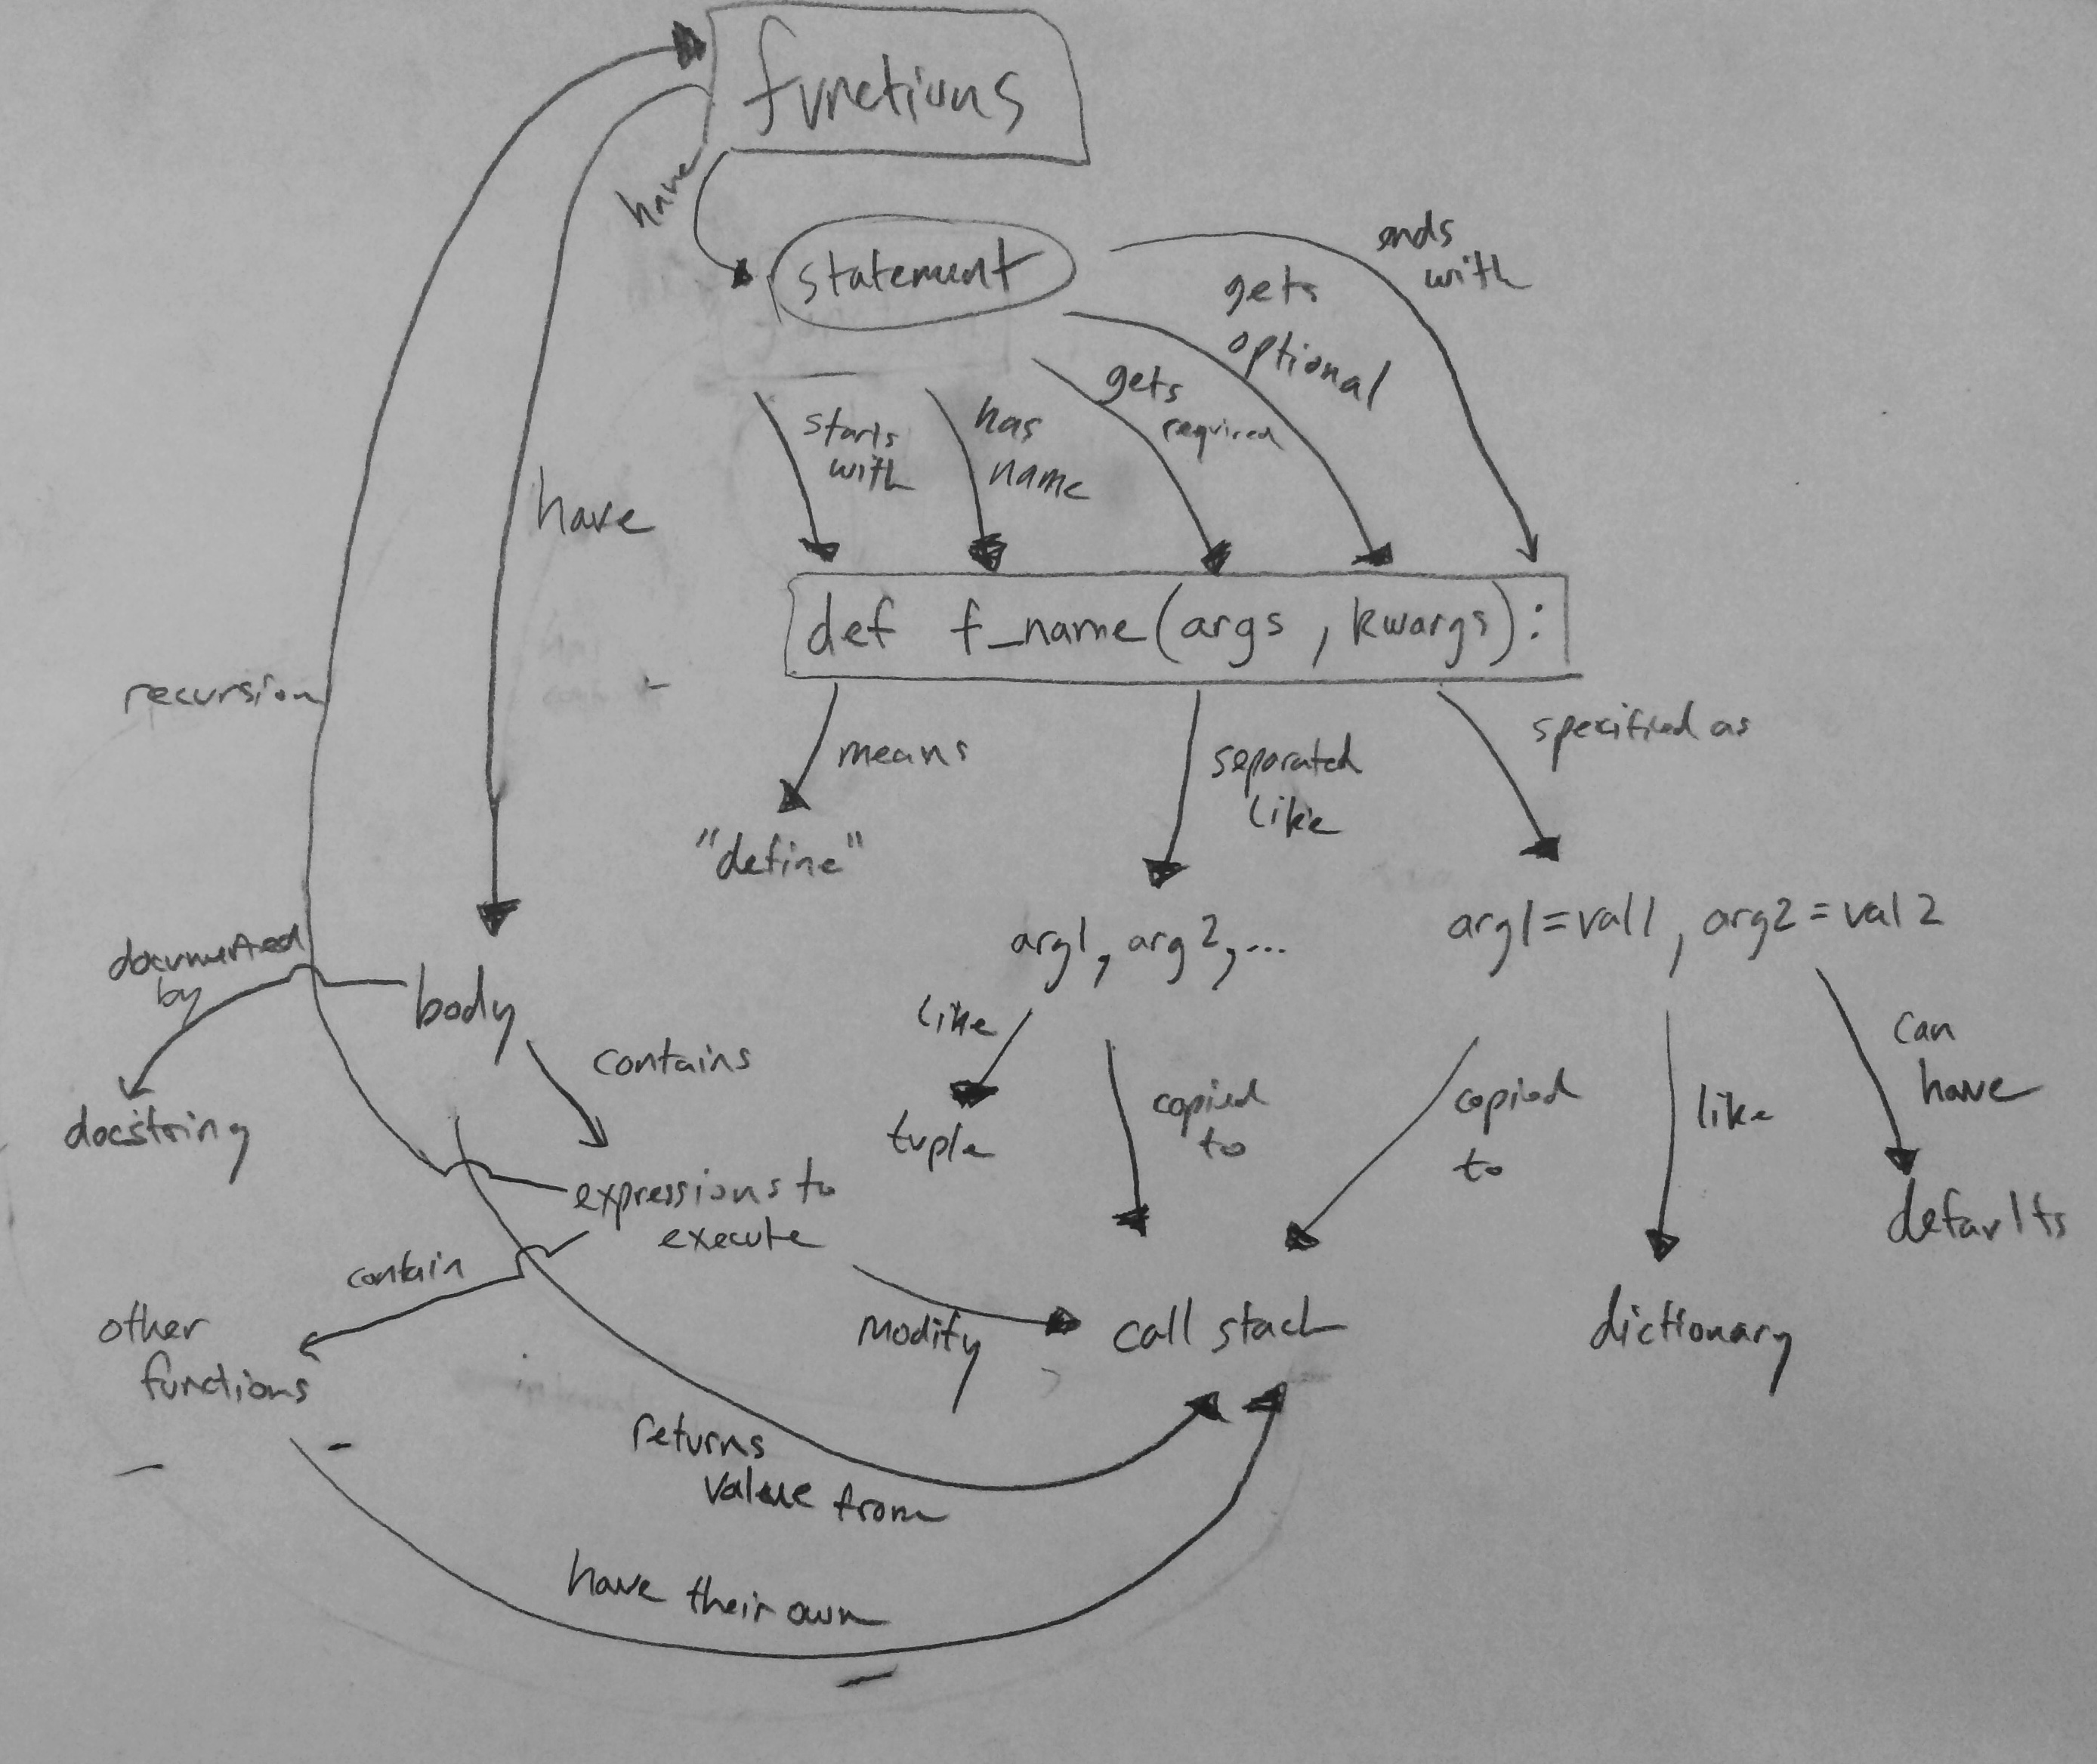 functions
have
statement
ends
with
gets
optional
gets
required
starts
with
has
name
have
def f_name(args, kwargs):
recursion
means
separated
like
specified as
"define"
arg1, arg2,...
arg1=val1, arg2=val2
documented
by
body
contains
like
copied
to
copied
to
like
can
have
docstring
tuple
expressions to
execute
defaults
contain
other
functions
modify
call stack
dictionary
returns
value from
have their own